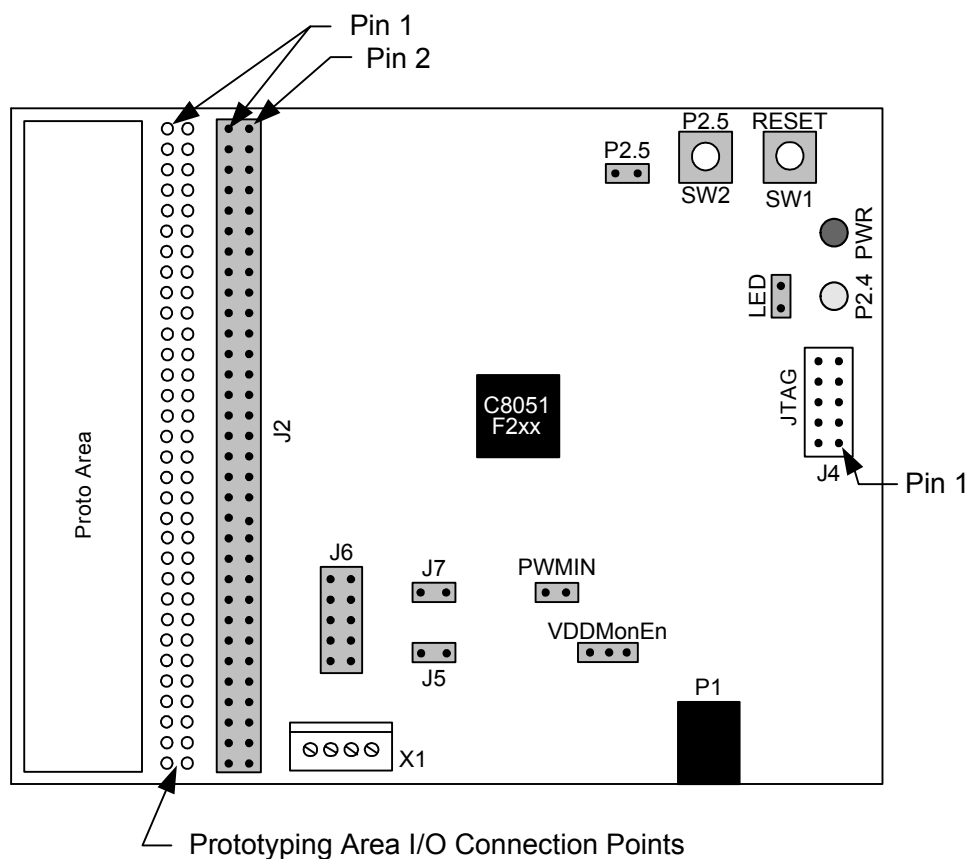 Pin 1
Pin 2
P2.5
RESET
P2.5
SW2
SW1
PWR
LED
P2.4
JTAG
C8051
F2xx
J2
J4
Pin 1
Proto Area
J6
J7
PWMIN
VDDMonEn
J5
P1
X1
Prototyping Area I/O Connection Points